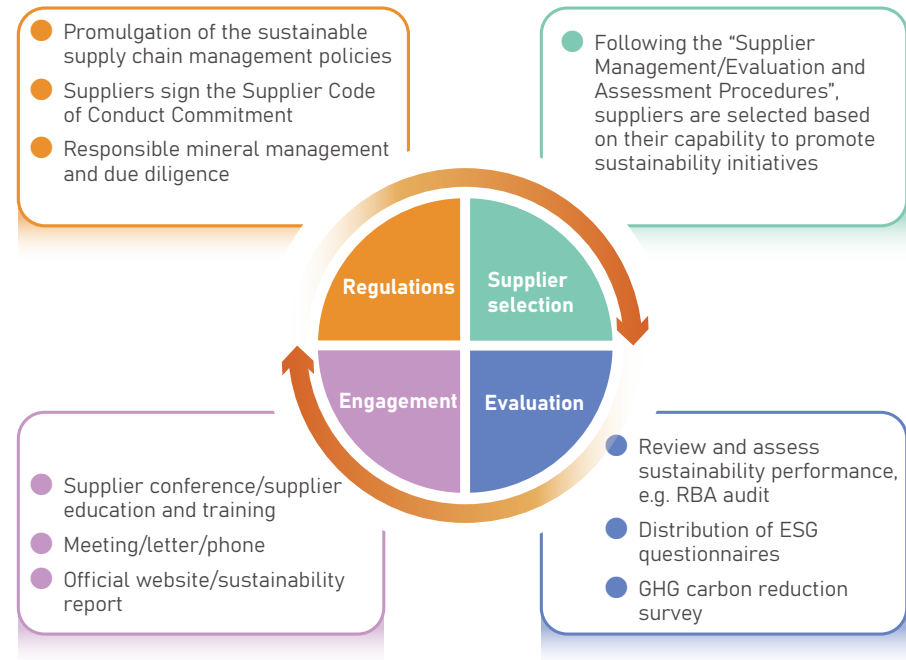 Promulgation of the sustainable
supply chain management policies
Suppliers sign the Supplier Code
of Conduct Commitment
Responsible mineral management
and due diligence
Following the “Supplier
Management/Evaluation and
Assessment Procedures”,
suppliers are selected based
on their capability to promote
sustainability initiatives
Regulations
Supplier
selection
Engagement
Evaluation
Supplier conference/supplier
education and training
Meeting/letter/phone
Official website/sustainability
report
Review and assess
sustainability performance,
e.g. RBA audit
Distribution of ESG
questionnaires
GHG carbon reduction
survey